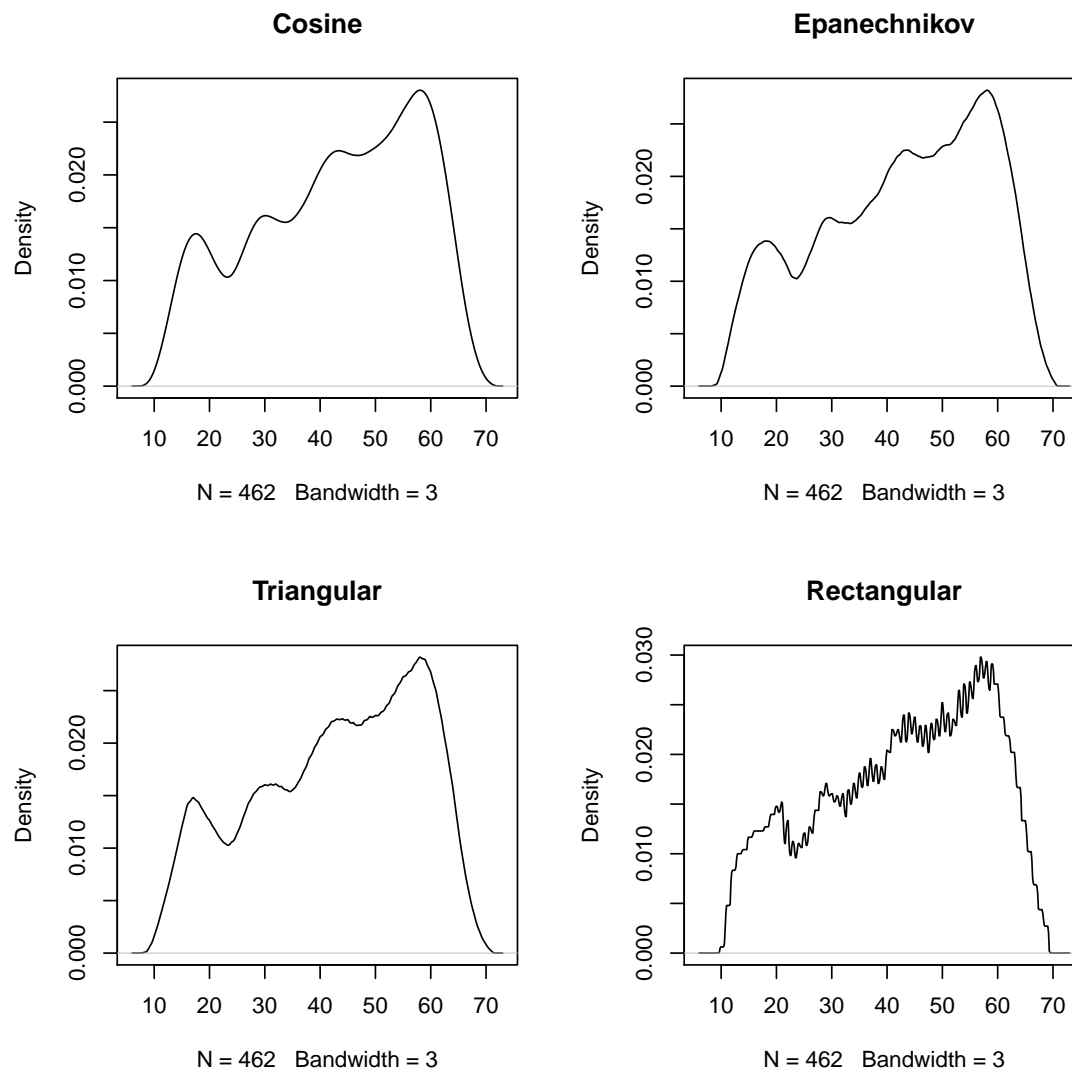 Cosine
Density
0.000
0.010
0.020
10 20 30 40 50 60 70
N = 462 Bandwidth = 3
Epanechnikov
Density
0.000
0.010
0.020
10 20 30 40 50 60 70
N = 462 Bandwidth = 3
Triangular
Density
0.000
0.010
0.020
10 20 30 40 50 60 70
N = 462 Bandwidth = 3
Rectangular
Density
0.000
0.010
0.020
0.030
10 20 30 40 50 60 70
N = 462 Bandwidth = 3